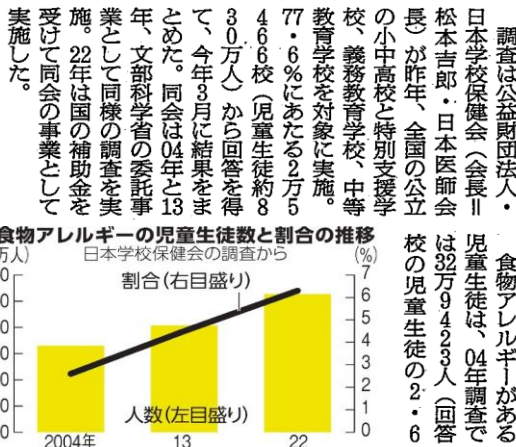 調査は公益財団法人・
日本学校保健会（会長＝
松本吉郎・日本医師会
長）が昨年、全国の公立
の小中高校と特別支援学
校、義務教育学校、中等
教育学校を対象に実施。
77・6％にあたる2万5
466校（児童生徒約8
30万人）から回答を得
て、今年3月に結果をま
とめた。同会は04年と13
年、文部科学省の委託事
業として同様の調査を実
施。22年は国の補助金を
受けて同会の事業として
実施した。
食物アレルギーがある
児童生徒は、04年調査で
は32万9423人（回答
校の児童生徒の2・6
食物アレルギーの児童生徒数と割合の推移
日本学校保健会の調査から
万人)
(%)
割合(右目盛り)
人数(左目盛り)
0
0
0
0
0
0
0
7
6
5
4
3
2
1
0
2004年
13
22